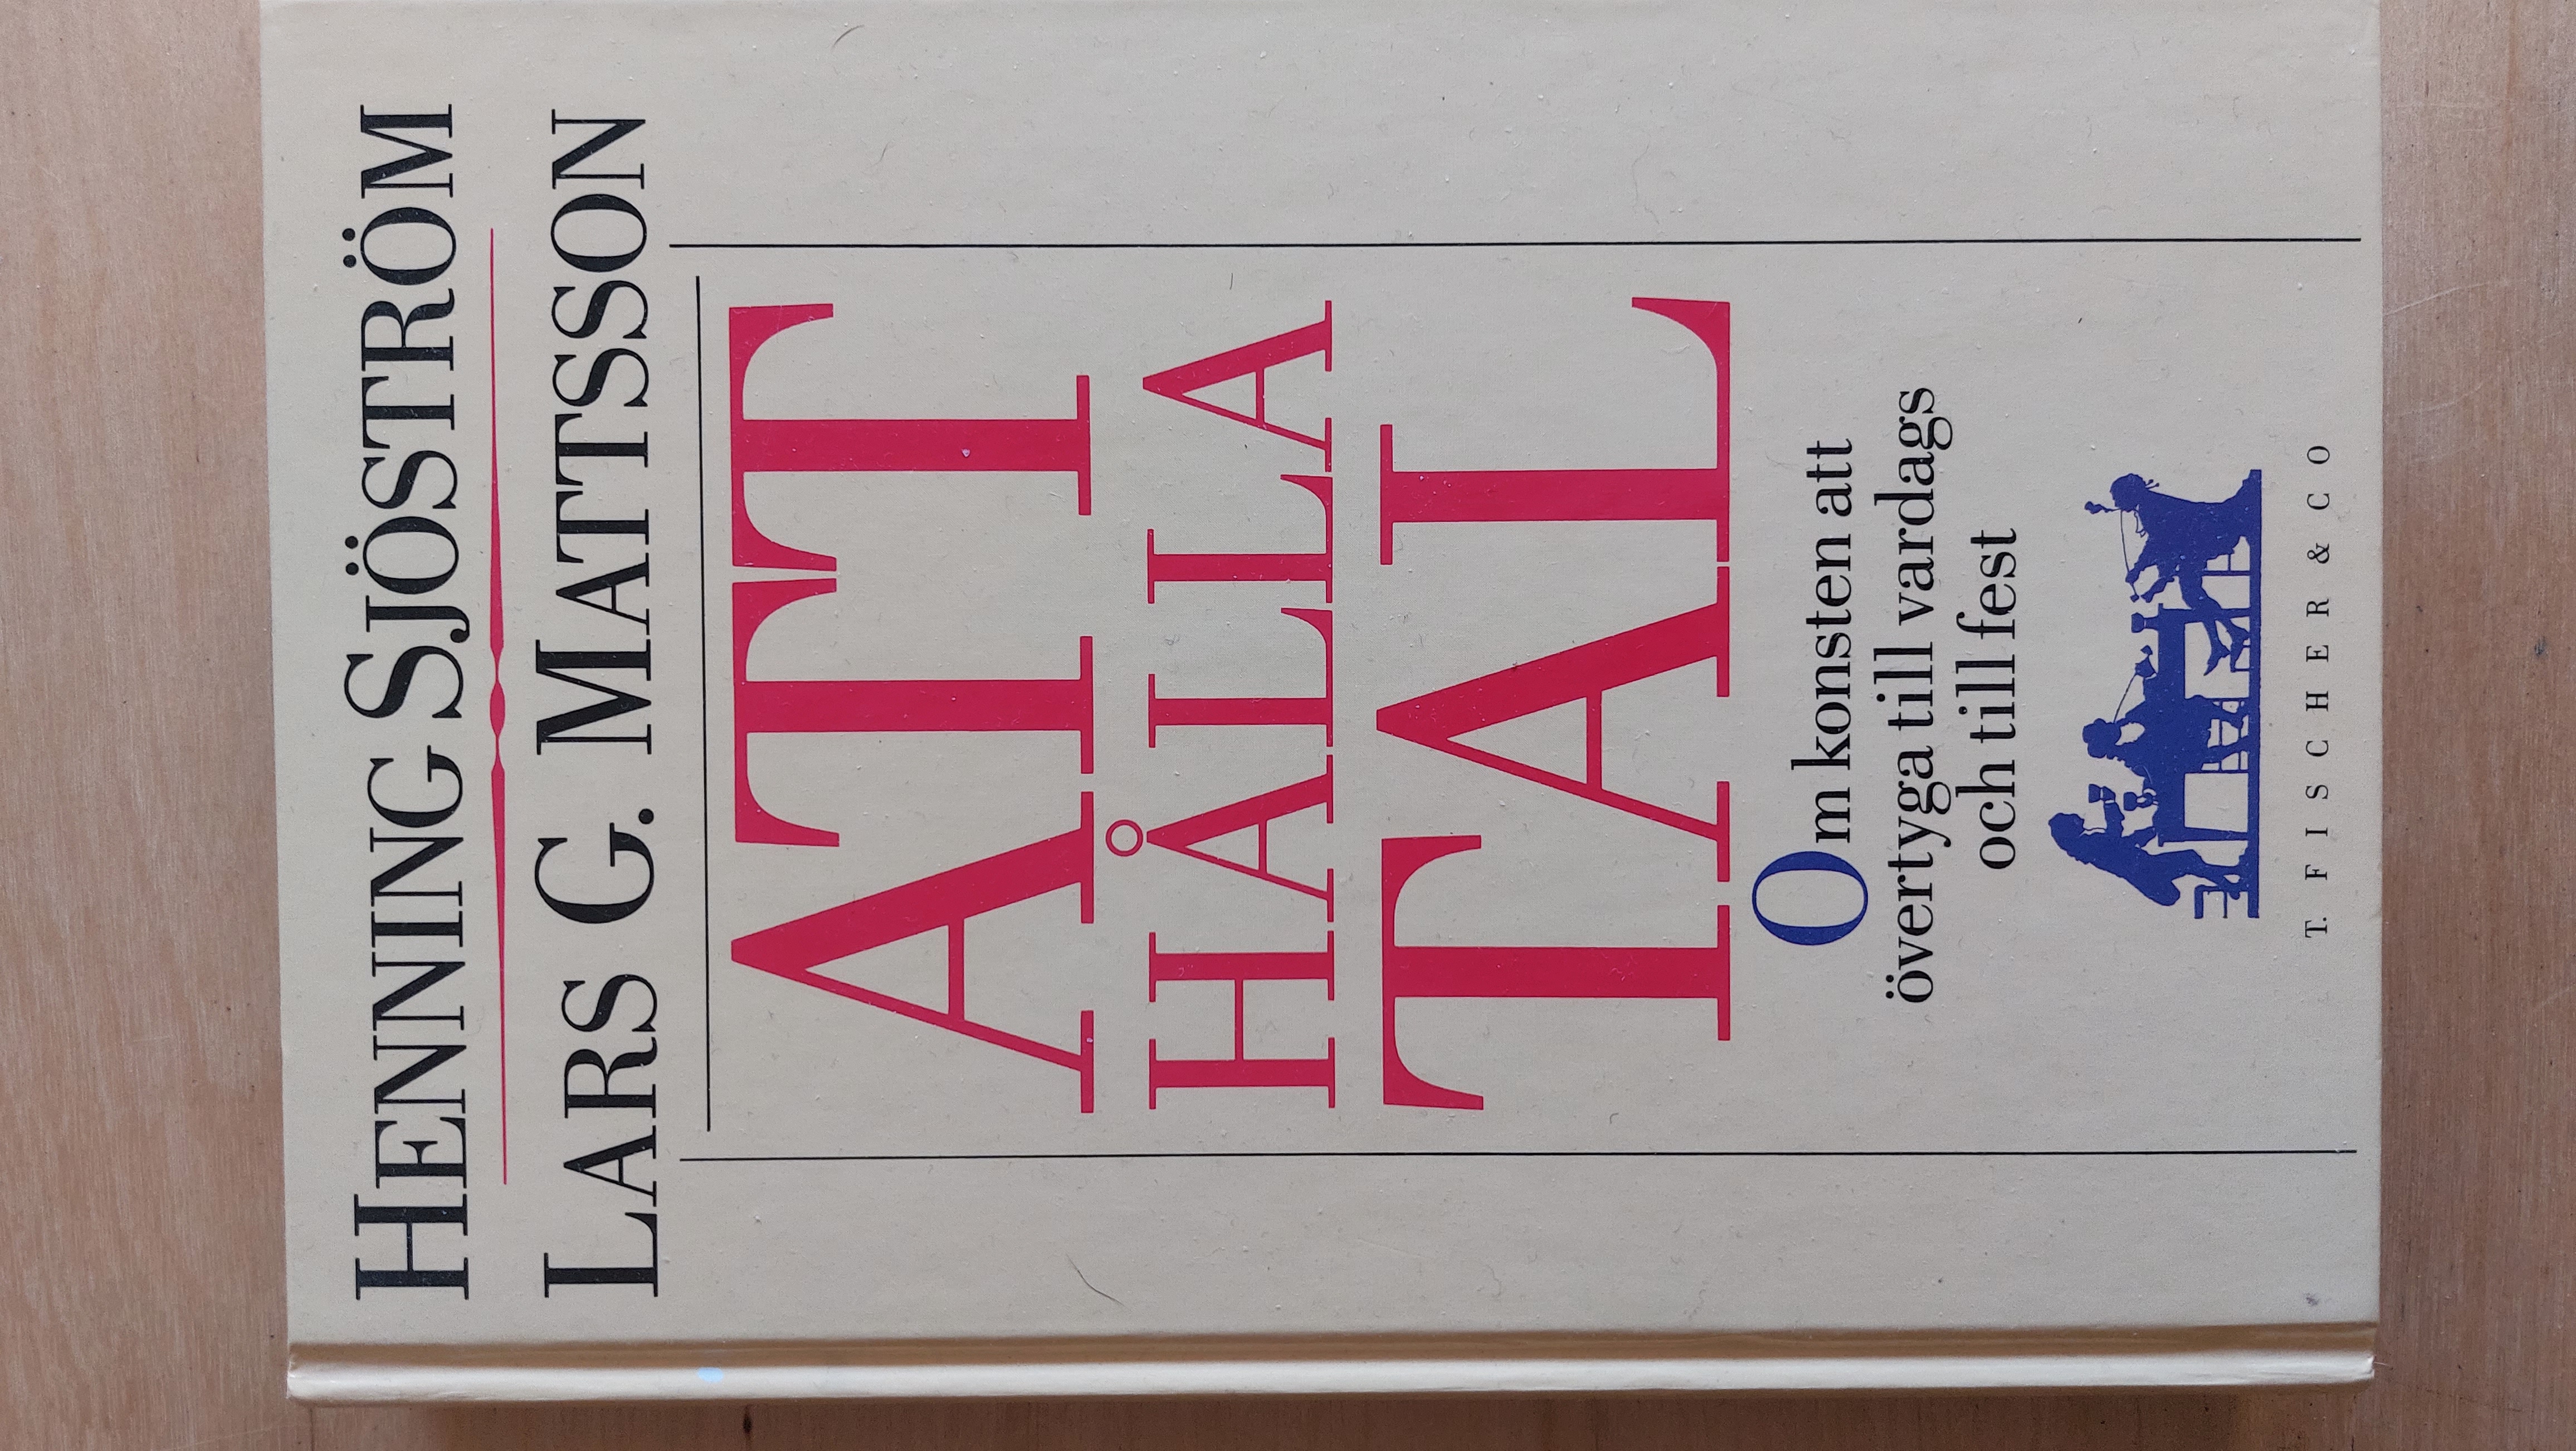 HENNING SJÖSTRÖM
LARS G. MATTSSON
ATT
HÅLLA
TAL
Om konsten att
övertyga till vardags
och till fest
T. FISCHER & CO